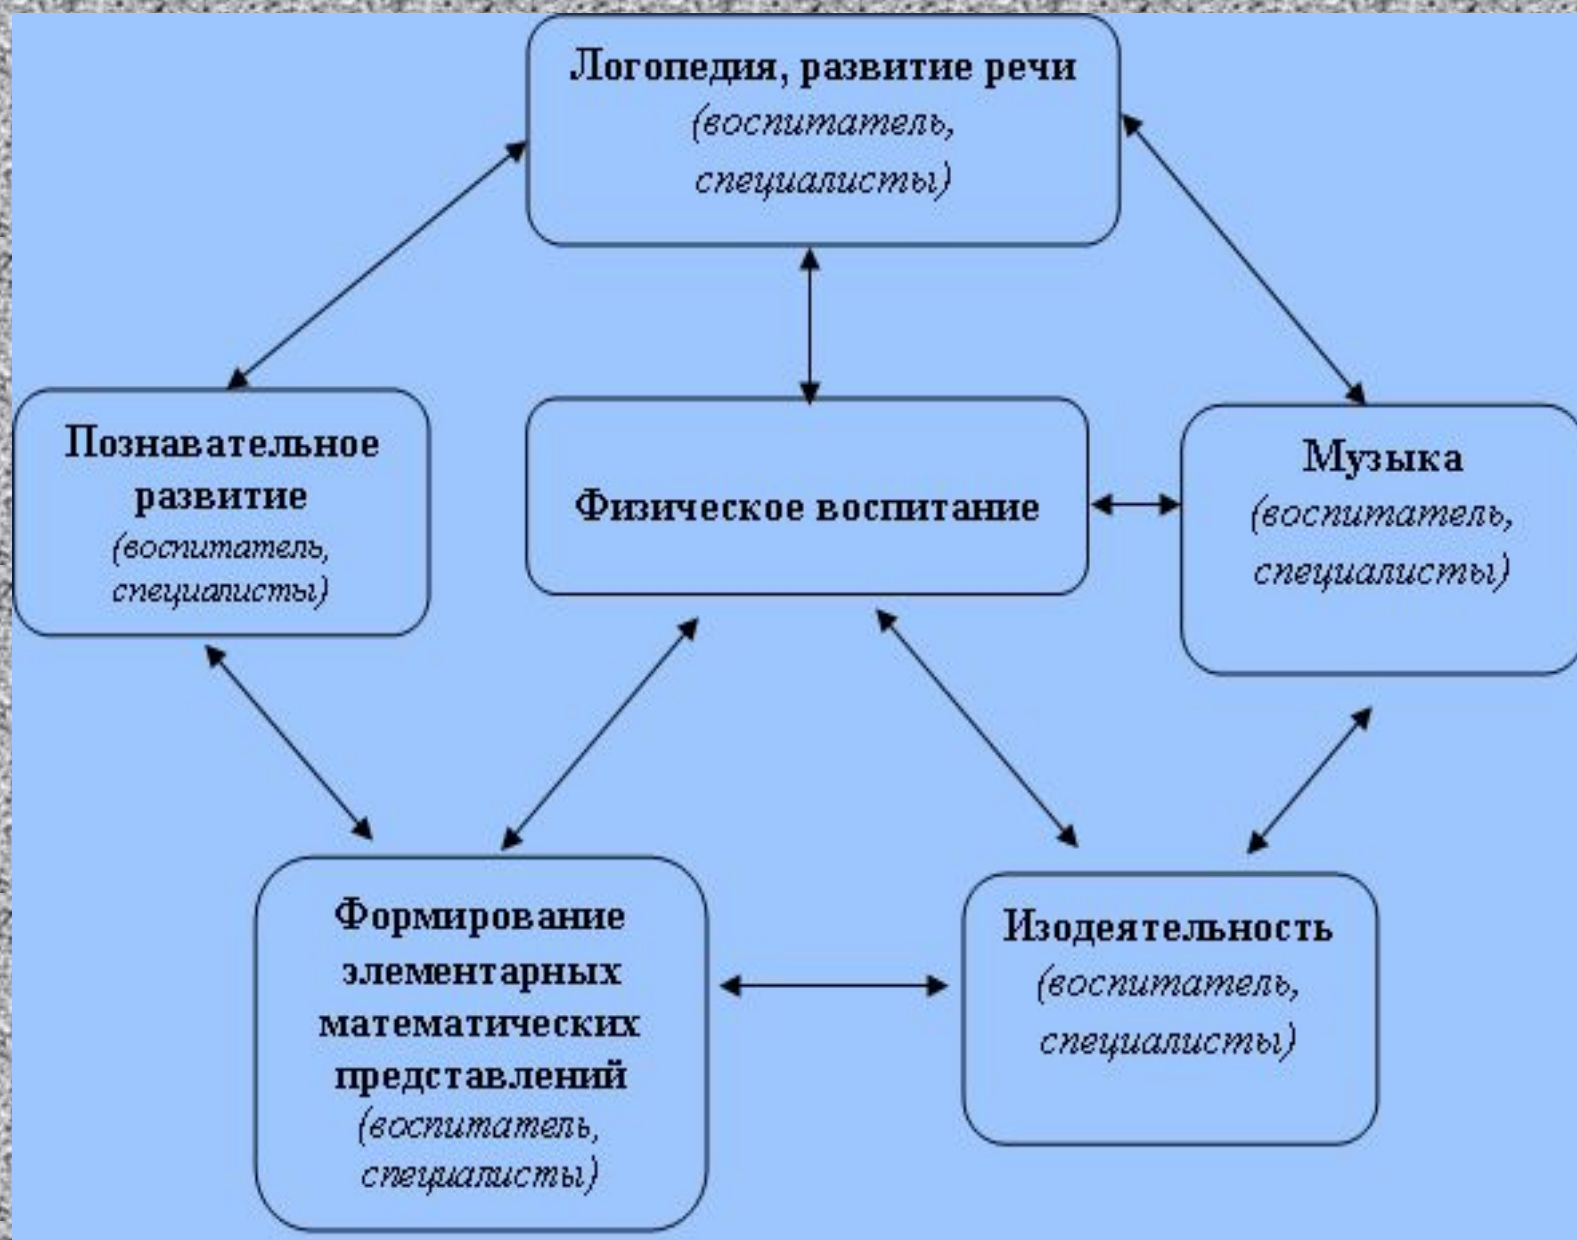 Логопедия, развитие речи
(воспитатель,
специалисты)
Познавательное
развитие
(воспитатель,
специалисты)
Физическое воспитание
Музыка
(воспитатель,
специалисты)
Формирование
элементарных
математических
представлений
(воспитатель,
специалисты)
Изодеятельность
(воспитатель,
специалисты)